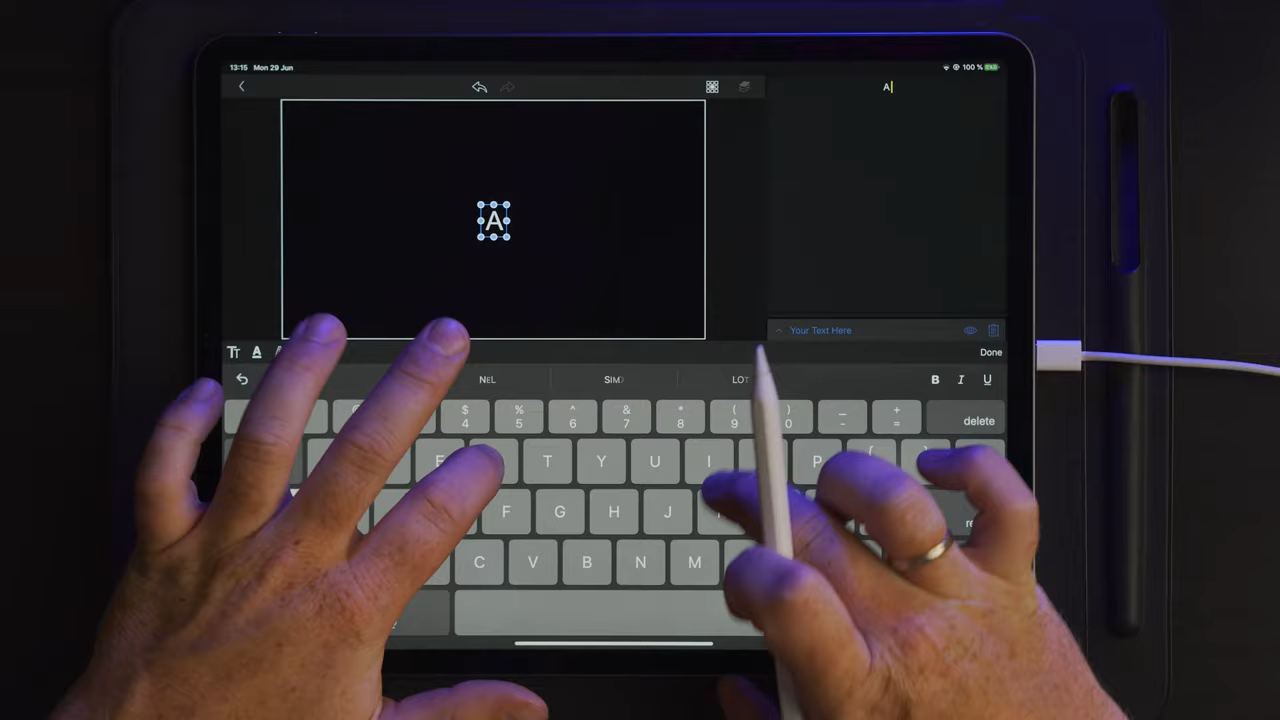 13:15 Mon 29 Jun
100 %
A
A
Your Text Here
TT A
Done
NEL SIM LOT
B I U
$ % ^ & * ( ) _ +
4 5 6 7 8 9 0 - = delete
E T Y U I P {
F G H J
C V B N M